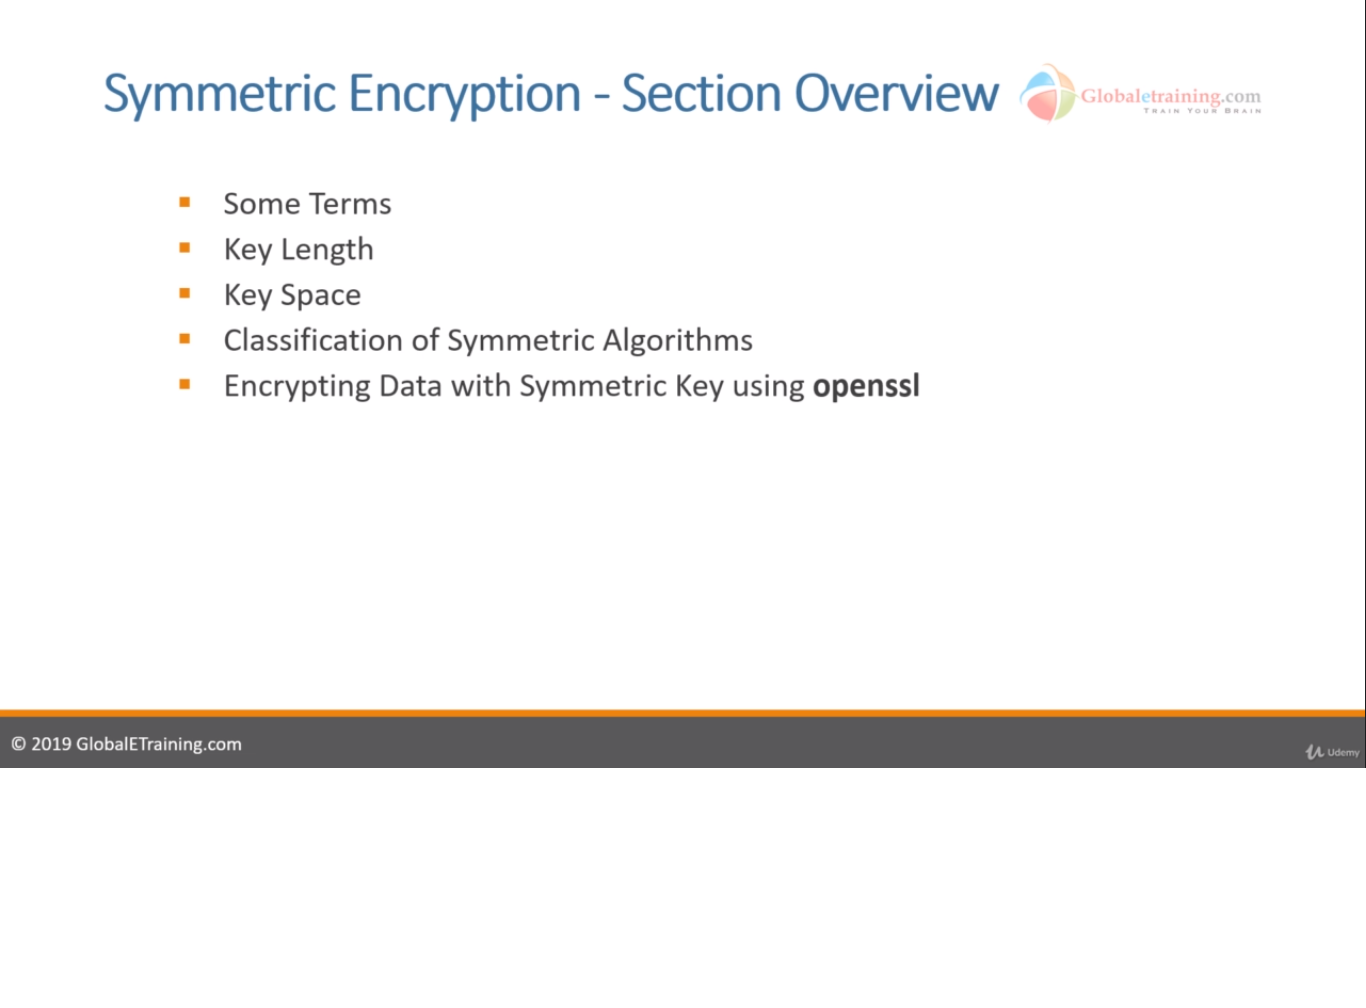 Symmetric Encryption - Section Overview
Globaletraining.com
TRAIN YOUR BRAIN
Some Terms
Key Length
Key Space
Classification of Symmetric Algorithms
Encrypting Data with Symmetric Key using openssl
© 2019 GlobalETraining.com
Udemy